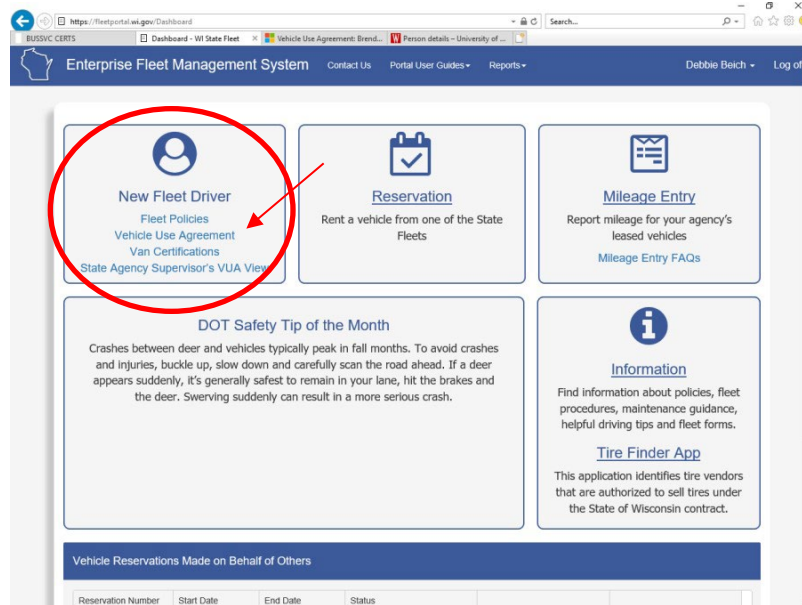 https://fleetportal.wi.gov/Dashboard
Search...
BUSSVC CERTS
Dashboard - WI State Fleet
Vehicle Use Agreement: Brend...
Person details – University of ...
Enterprise Fleet Management System
Contact Us
Portal User Guides
Reports
Debbie Beich
Log of
New Fleet Driver
Fleet Policies
Vehicle Use Agreement
Van Certifications
State Agency Supervisor's VUA View
Reservation
Rent a vehicle from one of the State
Fleets
Mileage Entry
Report mileage for your agency's
leased vehicles
Mileage Entry FAQs
DOT Safety Tip of the Month
Crashes between deer and vehicles typically peak in fall months. To avoid crashes
and injuries, buckle up, slow down and carefully scan the road ahead. If a deer
appears suddenly, it's generally safest to remain in your lane, hit the brakes and
the deer. Swerving suddenly can result in a more serious crash.
Information
Find information about policies, fleet
procedures, maintenance guidance,
helpful driving tips and fleet forms.
Tire Finder App
This application identifies tire vendors
that are authorized to sell tires under
the State of Wisconsin contract.
Vehicle Reservations Made on Behalf of Others
Reservation Number
Start Date
End Date
Status